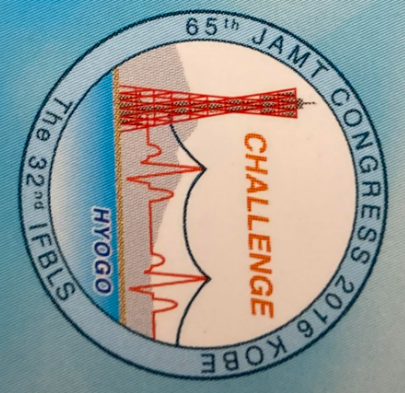 65th JAMT CONGRESS 2016 KOBE
CHALLENGE
HYOGO
The 32nd IFBLS